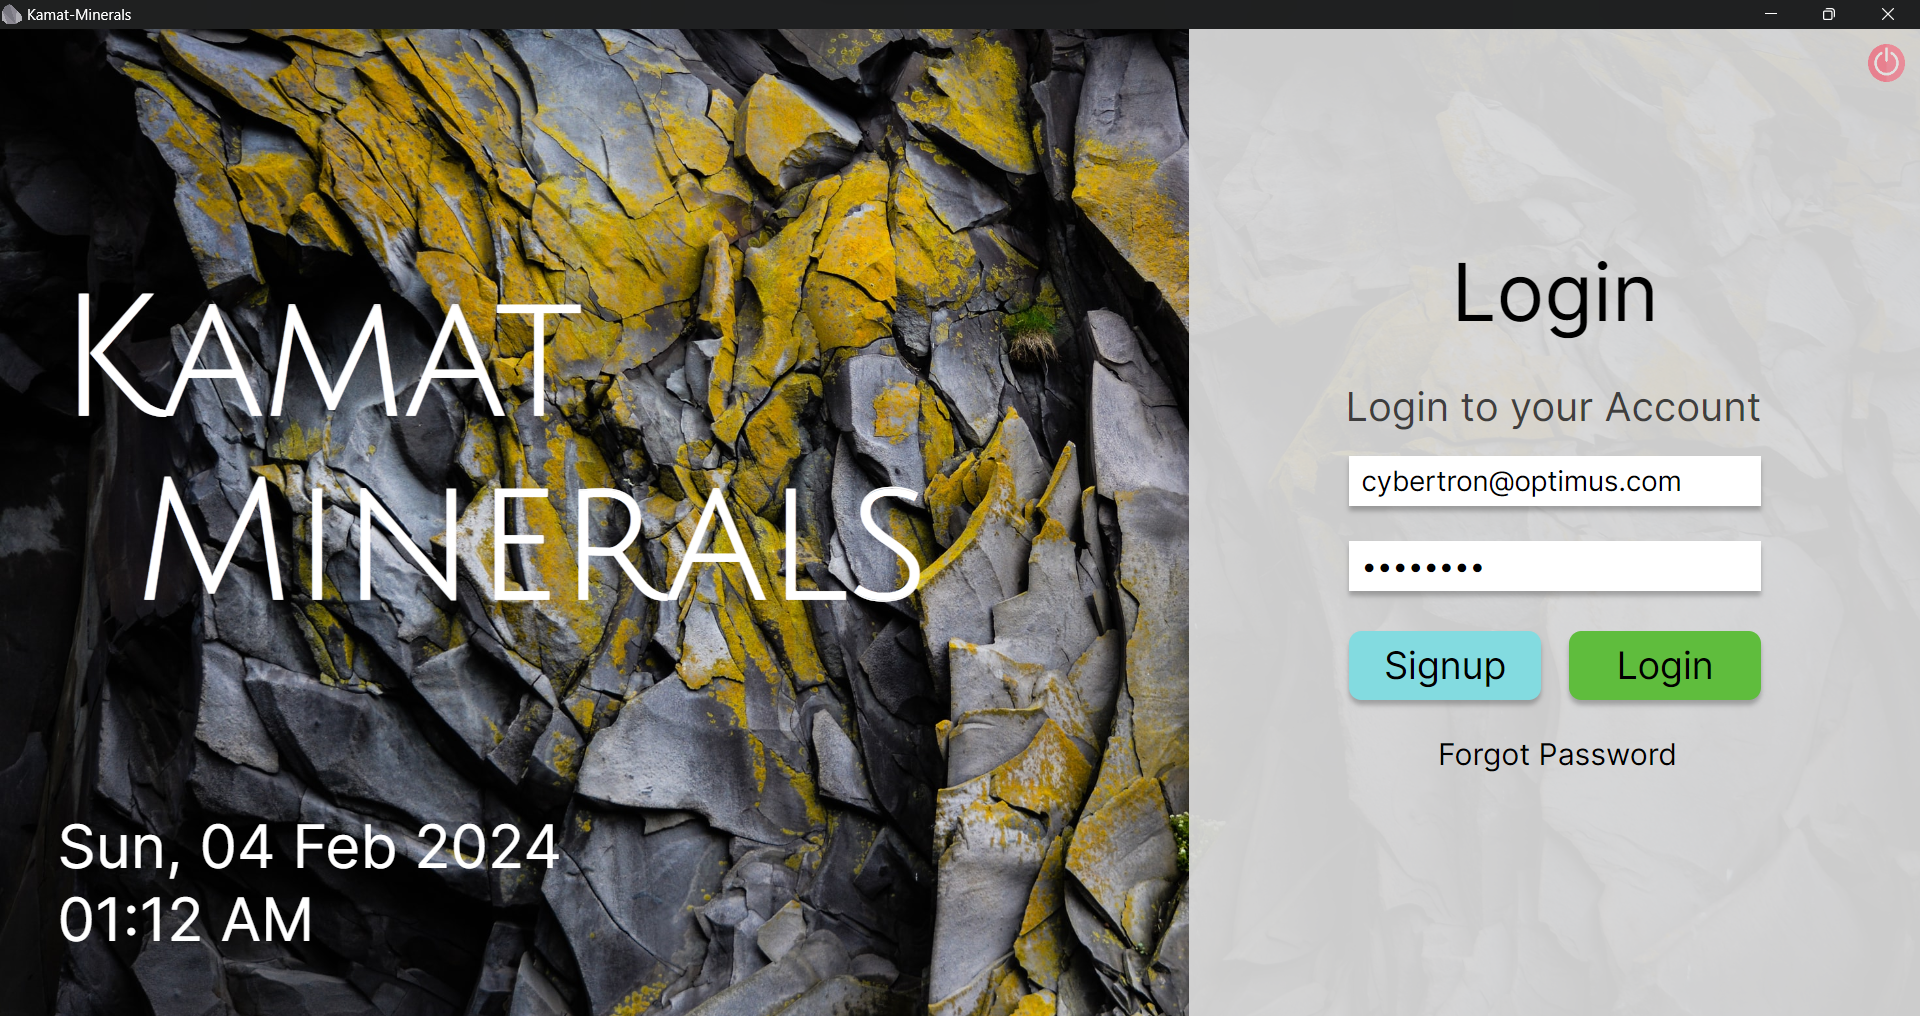 Kamat-Minerals
KAMAT
MINERALS
Sun, 04 Feb 2024
01:12 AM
Login
Login to your Account
cybertron@optimus.com
••••••••
Signup
Login
Forgot Password